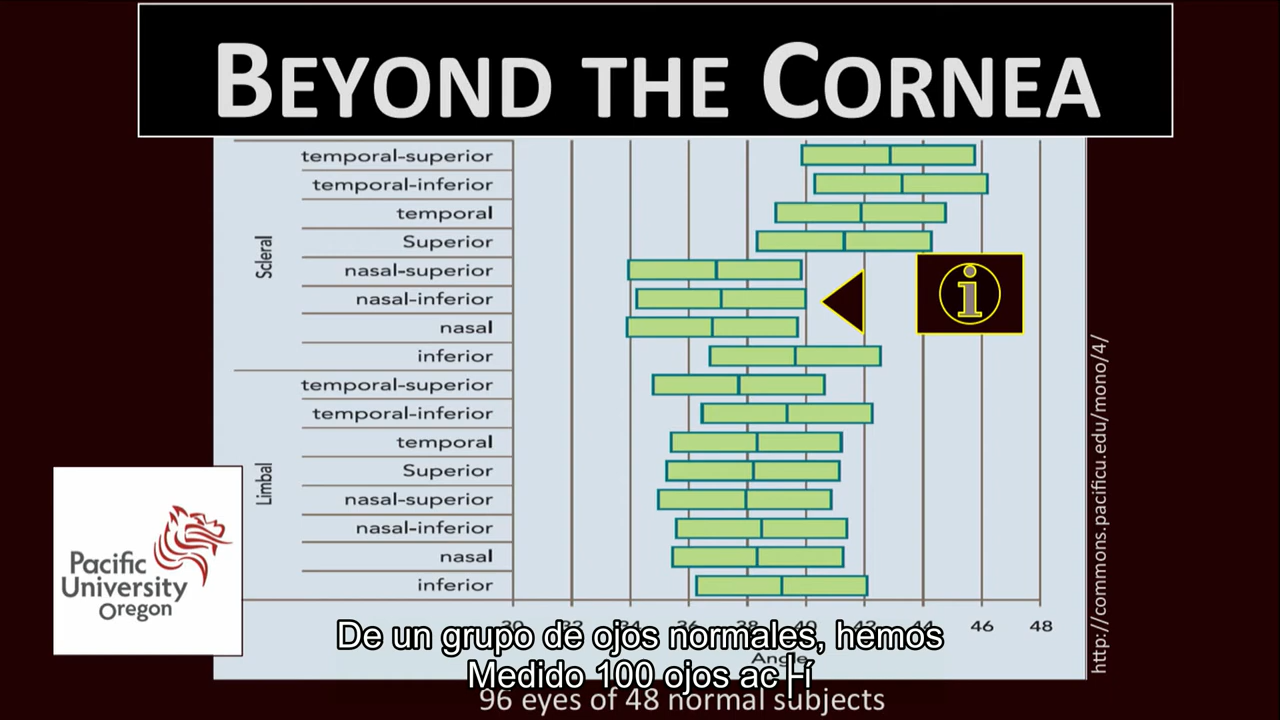 BEYOND THE CORNEA
Scleral
temporal-superior
temporal-inferior
temporal
Superior
nasal-superior
nasal-inferior
nasal
inferior
Limbal
temporal-superior
temporal-inferior
temporal
Superior
nasal-superior
nasal-inferior
nasal
inferior
30 32 34 36 38 40 42 44 46 48
Angle
i
http://commons.pacificu.edu/mono/4/
Pacific
University
Oregon
De un grupo de ojos normales, hemos
Medido 100 ojos ac├í
96 eyes of 48 normal subjects